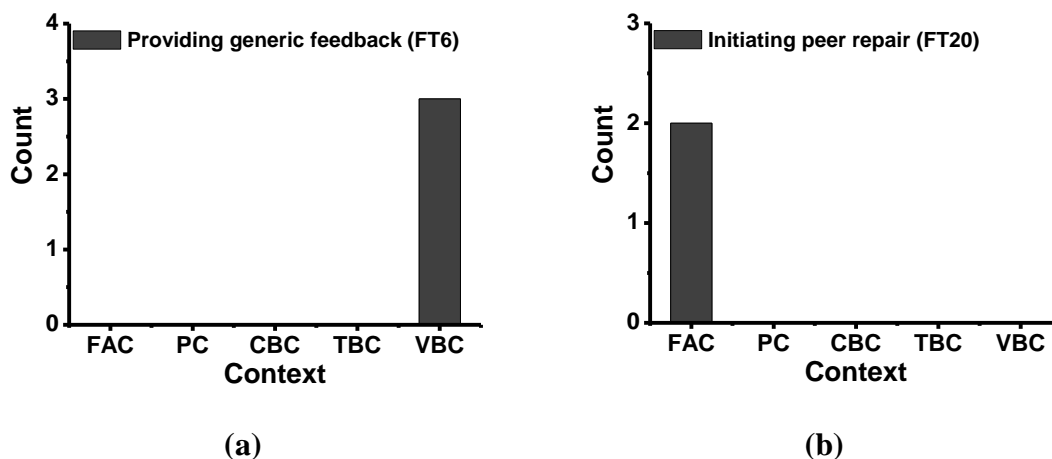 4
Providing generic feedback (FT6)
3
2
1
0
Count
FAC PC CBC TBC VBC
Context
(a)
3
Initiating peer repair (FT20)
2
1
0
Count
FAC PC CBC TBC VBC
Context
(b)